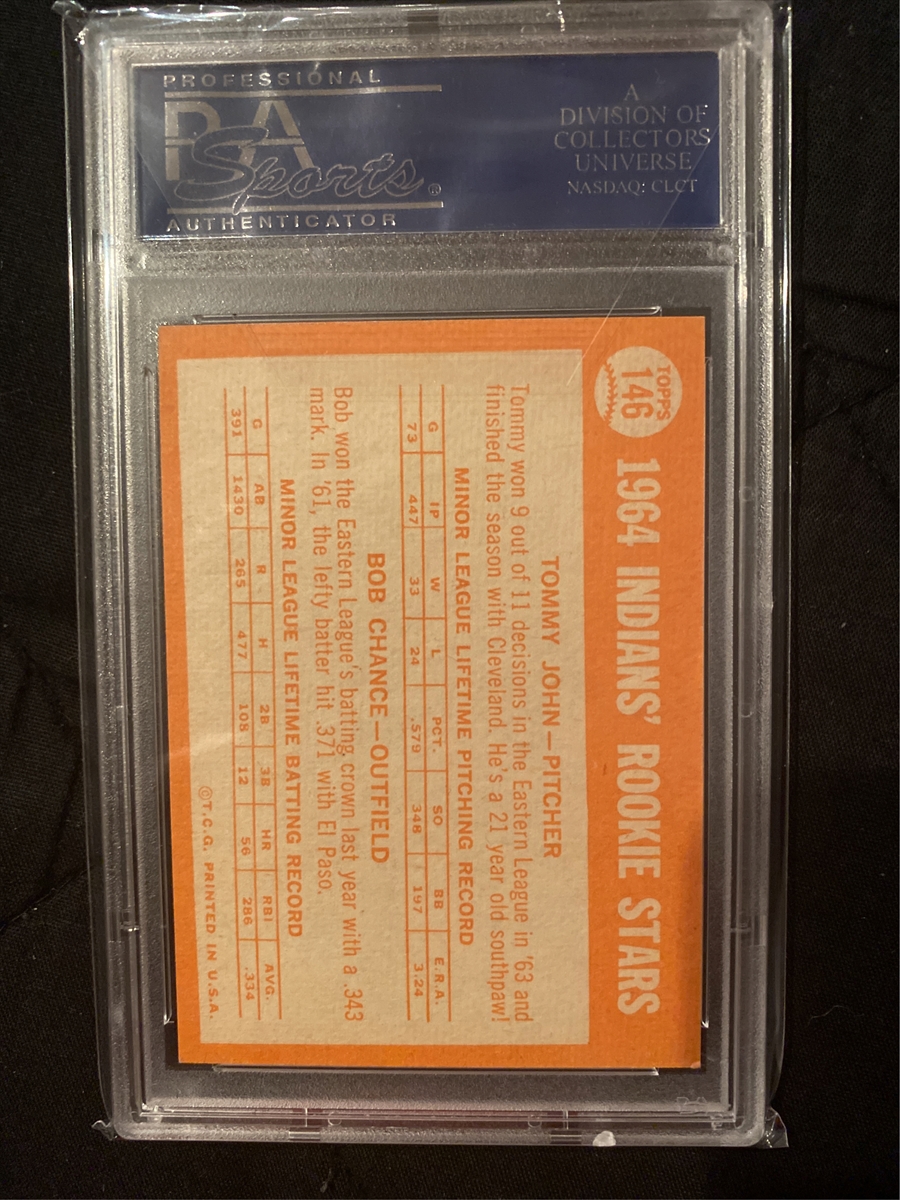 PROFESSIONAL
PSA
Sports®
AUTHENTICATOR
A
DIVISION OF
COLLECTORS
UNIVERSE
NASDAQ: CLCT
TOPPS
146
1964 INDIANS' ROOKIE STARS
TOMMY JOHN—PITCHER
Tommy won 9 out of 11 decisions in the Eastern League in '63 and
finished the season with Cleveland. He's a 21 year old southpaw!
MINOR LEAGUE LIFETIME PITCHING RECORD
G IP W L PCT. SO BB E.R.A.
73 447 33 24 .579 348 197 3.24
BOB CHANCE—OUTFIELD
Bob won the Eastern League's batting crown last year with a .343
mark. In '61, the lefty batter hit .371 with El Paso.
MINOR LEAGUE LIFETIME BATTING RECORD
G AB R H 2B 3B HR RBI AVG.
391 1430 265 477 108 12 56 286 .334
©T.C.G. PRINTED IN U.S.A.